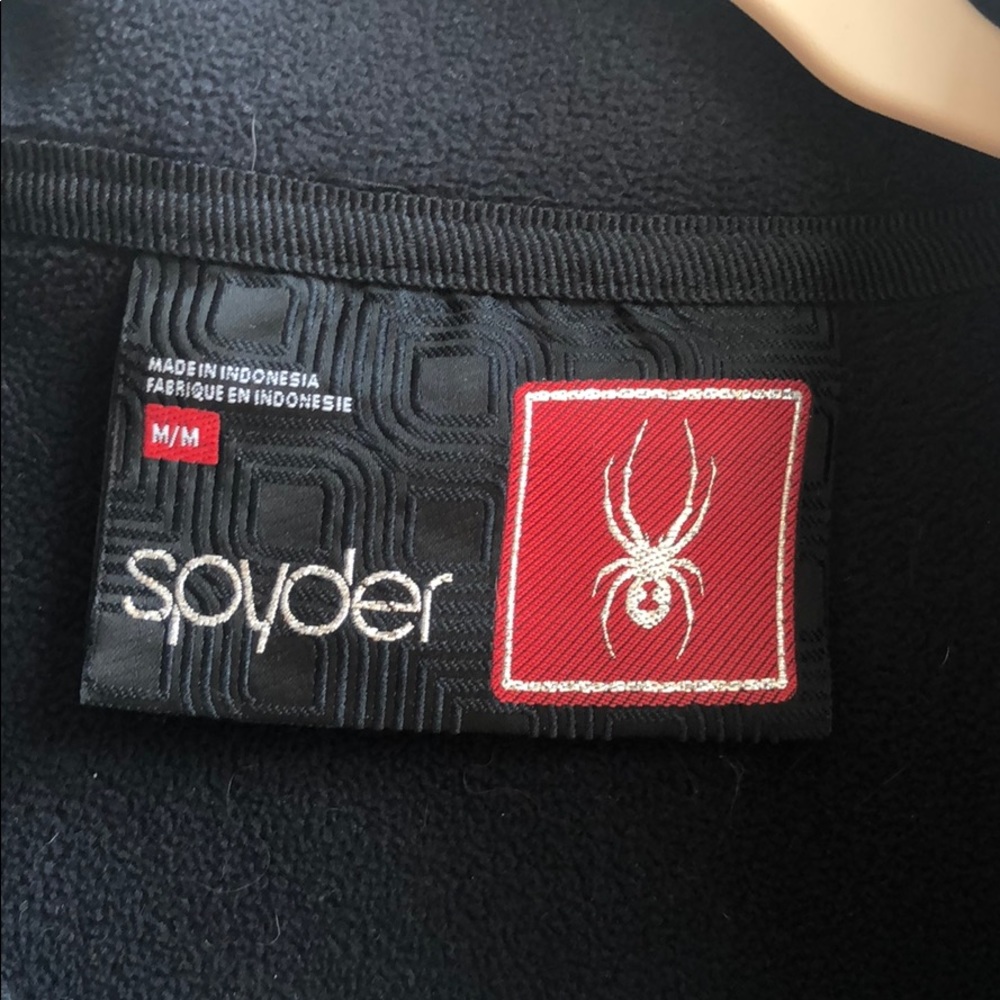 MADE IN INDONESIA
FABRIQUE EN INDONESIE
M/M
spyder